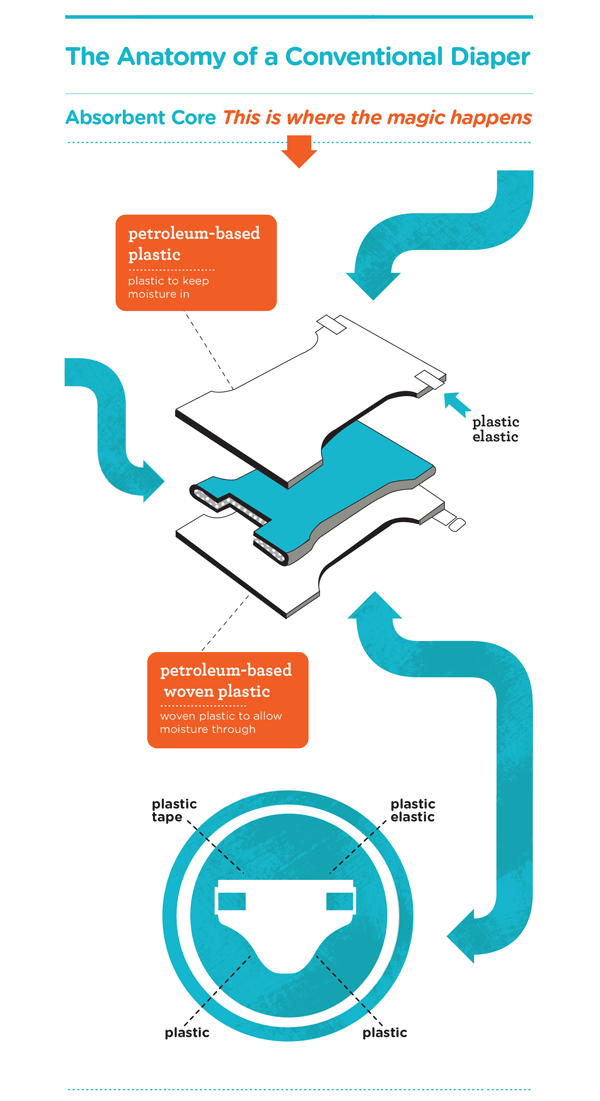 The Anatomy of a Conventional Diaper
Absorbent Core This is where the magic happens
petroleum-based
plastic
plastic to keep
moisture in
plastic
elastic
petroleum-based
woven plastic
woven plastic to allow
moisture through
plastic
tape
plastic
elastic
plastic
plastic